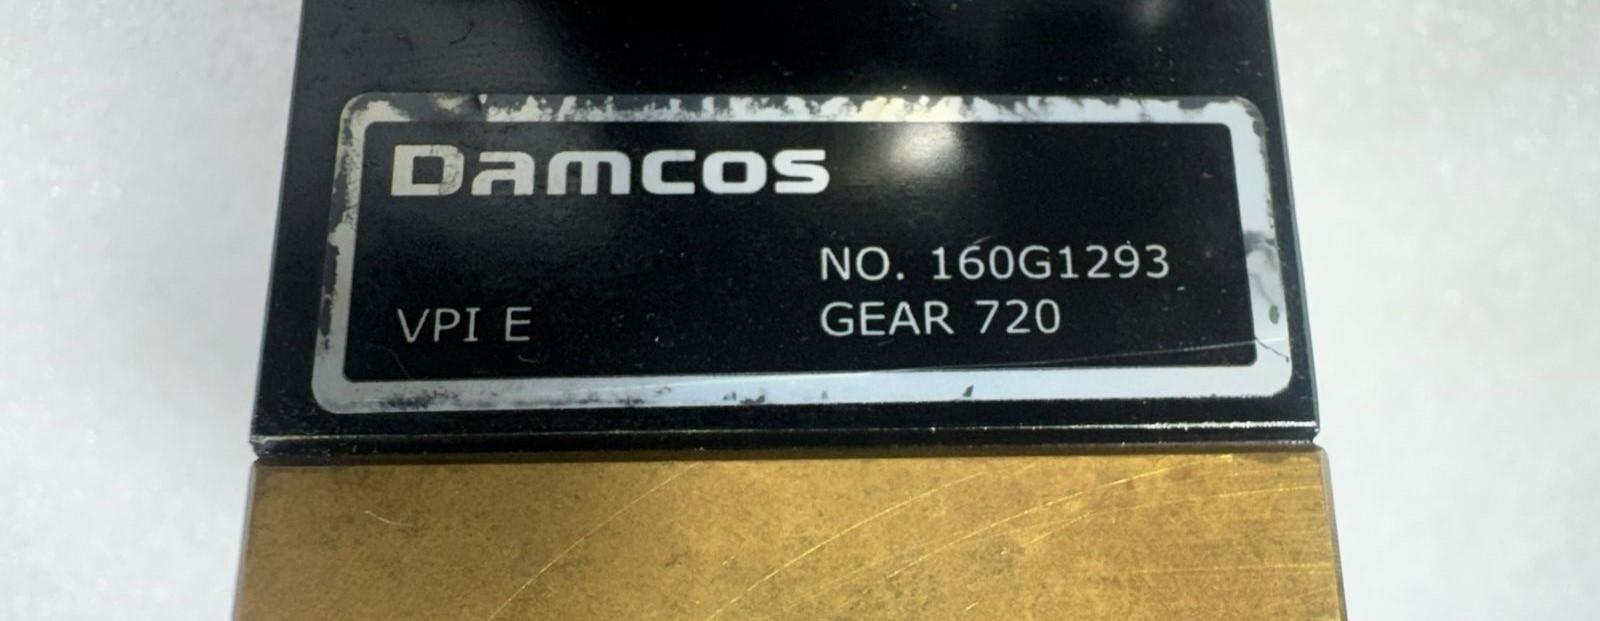 Damcos
NO. 160G1293
VPI E GEAR 720